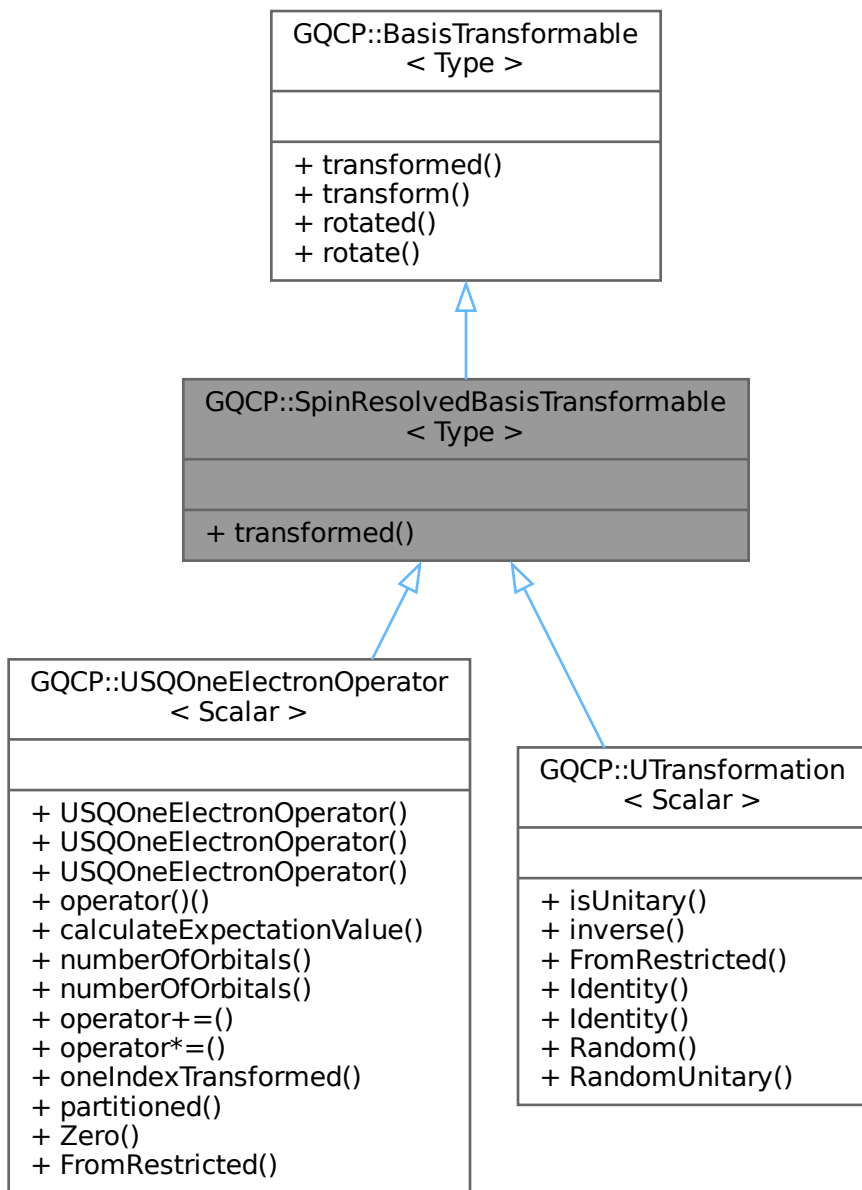 GQCP::BasisTransformable
< Type >
+ transformed()
+ transform()
+ rotated()
+ rotate()
GQCP::SpinResolvedBasisTransformable
< Type >
+ transformed()
GQCP::USQOneElectronOperator
< Scalar >
+ USQOneElectronOperator()
+ USQOneElectronOperator()
+ USQOneElectronOperator()
+ operator()()
+ calculateExpectationValue()
+ numberOfOrbitals()
+ numberOfOrbitals()
+ operator+=()
+ operator*=()
+ oneIndexTransformed()
+ partitioned()
+ Zero()
+ FromRestricted()
GQCP::UTransformation
< Scalar >
+ isUnitary()
+ inverse()
+ FromRestricted()
+ Identity()
+ Identity()
+ Random()
+ RandomUnitary()